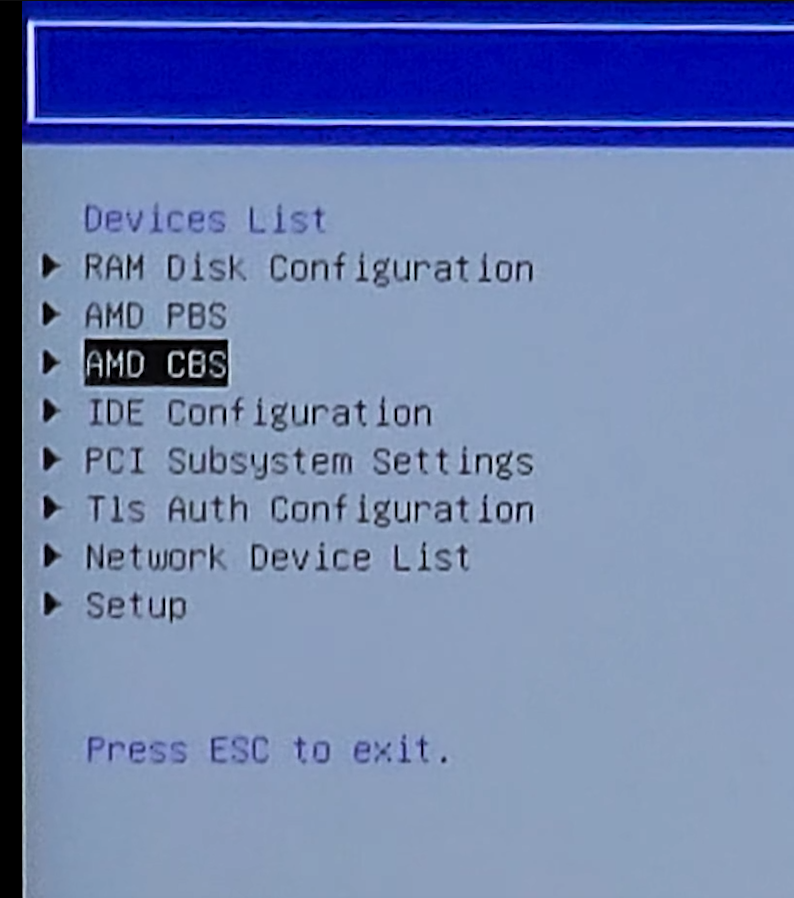 Devices List
RAM Disk Configuration
AMD PBS
AMD CBS
IDE Configuration
PCI Subsystem Settings
Tls Auth Configuration
Network Device List
Setup
Press ESC to exit.